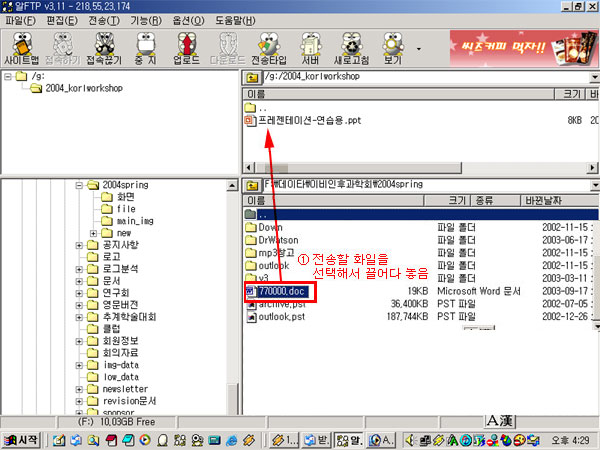 알FTP v3.11 - 218.55.23.174
파일(F) 편집(E) 전송(T) 기능(R) 옵션(O) 도움말(H)
사이트맵 접속하기 접속끊기 중 지 업로드 다운로드 전송타입 서버 새로고침 보기
씨즈커피 먹자!!
/g:
2004_korlworkshop
/g:/2004_korlworkshop
이름 크기 바
..
프레젠테이션-연습용.ppt 8KB 20
2004spring
화면
file
main_img
new
공지사항
로고
로그분석
문서
연구회
영문버전
추계학술대회
클럽
회원정보
회의자료
img-data
low_data
newsletter
revision문서
sponsor
F:₩데이타₩이비인후과학회₩2004spring
이름 크기 종류 바뀐날짜
..
Down 파일 폴더 2002-11-15-
DrWatson 파일 폴더 2003-06-17-
mp3창고 파일 폴더 2002-11-15-
outlook 파일 폴더 2002-11-15-
v3 파일 폴더 2003-03-11-
770000.doc 19KB Microsoft Word 문서 2003-09-17-
archive.pst 36,400KB PST 파일 2002-07-05-
outlook.pst 187,744KB PST 파일 2002-12-26-
① 전송할 화일을
선택해서 끌어다 놓음
(F:) 10.03GB Free
A漢
시작 1... 받. 알. A.. 오후 4:29